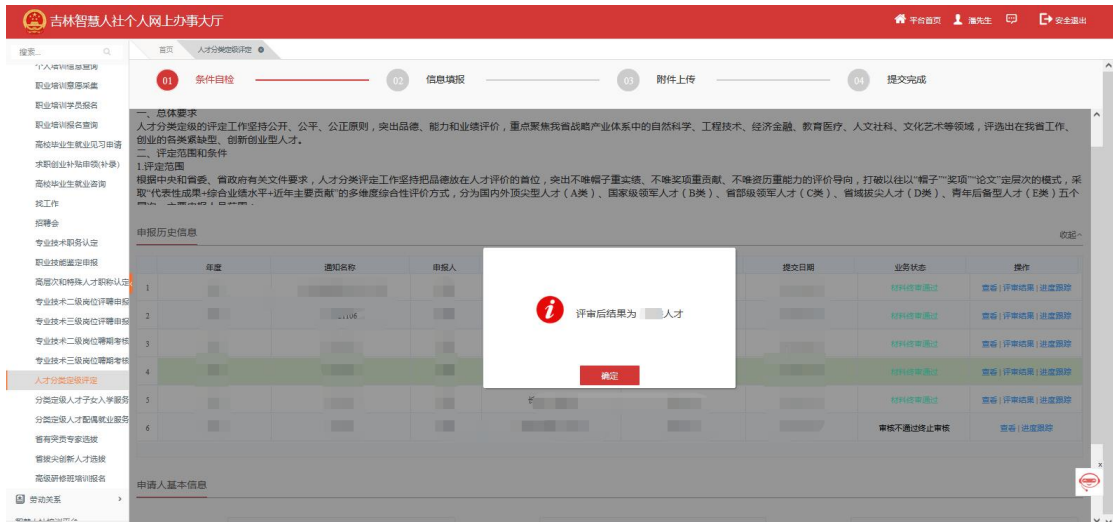 吉林智慧人社个人网上办事大厅
平台首页 潘先生 安全退出
搜索...
首页 人才分类定级评定
个人培训信息查询
职业培训意愿采集
职业培训学员报名
职业培训报名查询
高校毕业生就业见习申请
求职创业补贴申领(补录)
高校毕业生就业咨询
找工作
招聘会
专业技术职务认定
职业技能鉴定申报
高层次和特殊人才职称认定
专业技术二级岗位评聘申报
专业技术三级岗位评聘申报
专业技术二级岗位聘期考核
专业技术三级岗位聘期考核
人才分类定级评定
分类定级人才子女入学服务
分类定级人才配偶就业服务
省有突贡专家选拔
省拔尖创新人才选拔
高级研修班培训报名
劳动关系
01 条件自检 02 信息填报 03 附件上传 04 提交完成
一、总体要求
人才分类定级的评定工作坚持公开、公平、公正原则，突出品德、能力和业绩评价，重点聚焦我省战略产业体系中的自然科学、工程技术、经济金融、教育医疗、人文社科、文化艺术等领域，评选出在我省工作、
创业的各类紧缺型、创新创业型人才。
二、评定范围和条件
1.评定范围
根据中央和省委、省政府有关文件要求，人才分类定级评定工作坚持把品德放在人才评价的首位，突出不唯帽子重实绩、不唯奖项重贡献、不唯资历重能力的评价导向，打破以往以"帽子""奖项""论文"定层次的模式，采
取"代表性成果+综合业绩水平+近年主要贡献"的多维度综合性评价方式，分为国内外顶尖型人才（A类）、国家级领军人才（B类）、省部级领军人才（C类）、省域拔尖人才（D类）、青年后备型人才（E类）五个
申报历史信息 收起
年度 通知名称 申报人 提交日期 业务状态 操作
1 材料终审通过 查看 | 评审结果 | 进度跟踪
2 材料终审通过 查看 | 评审结果 | 进度跟踪
3 材料终审通过 查看 | 评审结果 | 进度跟踪
4 材料终审通过 查看 | 评审结果 | 进度跟踪
5 材料终审通过 查看 | 评审结果 | 进度跟踪
6 审核不通过终止审核 查看 | 进度跟踪
评审后结果为 人才
确定
申请人基本信息
x